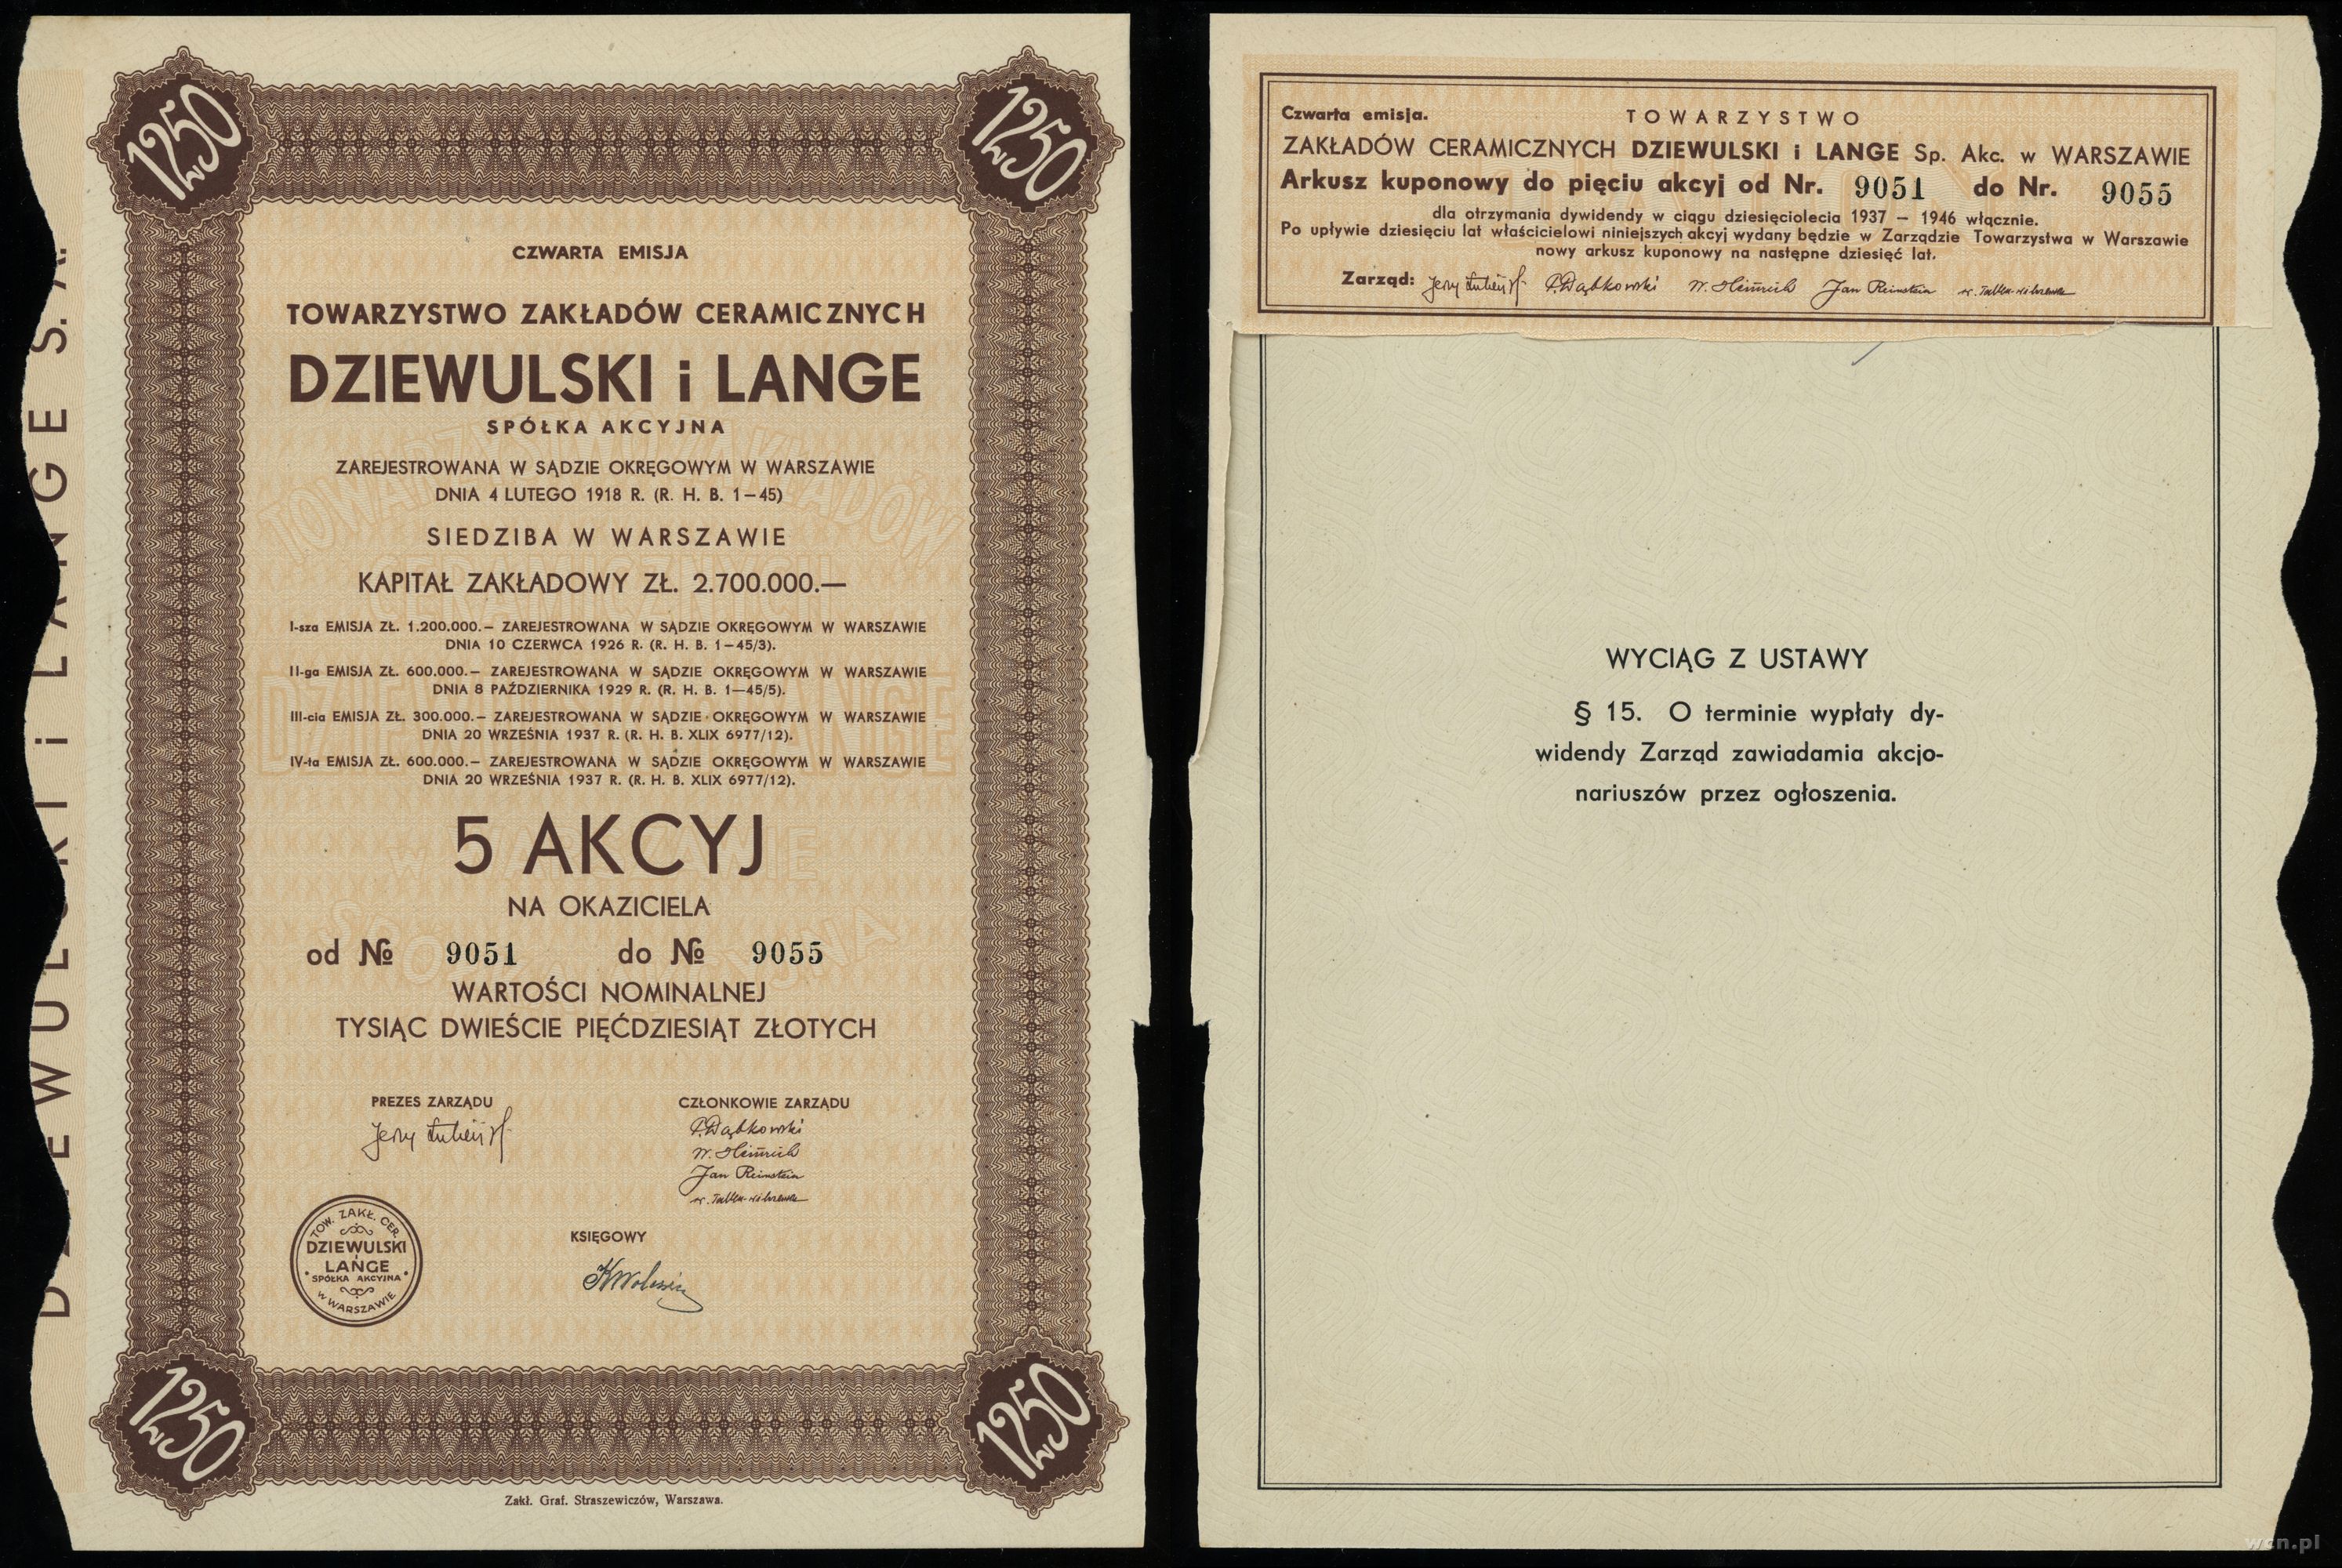 DZIEWULSKI i LANGE S. A.
1250
1250
CZWARTA EMISJA
TOWARZYSTWO ZAKŁADÓW CERAMICZNYCH
DZIEWULSKI i LANGE
SPÓŁKA AKCYJNA
ZAREJESTROWANA W SĄDZIE OKRĘGOWYM W WARSZAWIE
DNIA 4 LUTEGO 1918 R. (R. H. B. 1–45)
SIEDZIBA W WARSZAWIE
KAPITAŁ ZAKŁADOWY ZŁ. 2.700.000.—
I-sza EMISJA ZŁ. 1.200.000.– ZAREJESTROWANA W SĄDZIE OKRĘGOWYM W WARSZAWIE
DNIA 10 CZERWCA 1926 R. (R. H. B. 1–45/3).
II-ga EMISJA ZŁ. 600.000.– ZAREJESTROWANA W SĄDZIE OKRĘGOWYM W WARSZAWIE
DNIA 8 PAŹDZIERNIKA 1929 R. (R. H. B. 1—45/5).
III-cia EMISJA ZŁ. 300.000.– ZAREJESTROWANA W SĄDZIE OKRĘGOWYM W WARSZAWIE
DNIA 20 WRZEŚNIA 1937 R. (R. H. B. XLIX 6977/12).
IV-ta EMISJA ZŁ. 600.000.– ZAREJESTROWANA W SĄDZIE OKRĘGOWYM W WARSZAWIE
DNIA 20 WRZEŚNIA 1937 R. (R. H. B. XLIX 6977/12).
5 AKCYJ
NA OKAZICIELA
od № 9051 do № 9055
WARTOŚCI NOMINALNEJ
TYSIĄC DWIEŚCIE PIĘĆDZIESIĄT ZŁOTYCH
PREZES ZARZĄDU
Jerzy
CZŁONKOWIE ZARZĄDU
P. Dąbkowski
W. Heinrich
Jan Reinstein
KSIĘGOWY
TOW. ZAKŁ. CER.
DZIEWULSKI
i
LANGE
SPÓŁKA AKCYJNA
W WARSZAWIE
1250
1250
Zakł. Graf. Straszewiczów, Warszawa.
Czwarta emisja. TOWARZYSTWO
ZAKŁADÓW CERAMICZNYCH DZIEWULSKI i LANGE Sp. Akc. w WARSZAWIE
Arkusz kuponowy do pięciu akcyj od Nr. 9051 do Nr. 9055
dla otrzymania dywidendy w ciągu dziesięciolecia 1937 – 1946 włącznie.
Po upływie dziesięciu lat właścicielowi niniejszych akcyj wydany będzie w Zarządzie Towarzystwa w Warszawie
nowy arkusz kuponowy na następne dziesięć lat.
Zarząd: Jerzy P. Dąbkowski W. Heinrich Jan Reinstein
WYCIĄG Z USTAWY
§ 15. O terminie wypłaty dy-
widendy Zarząd zawiadamia akcjo-
nariuszów przez ogłoszenia.
wcn.pl